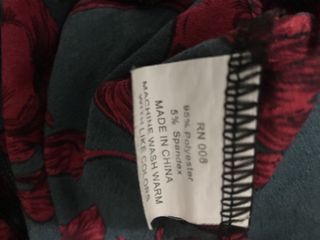 RN 008
95% Polyester
5% Spandex
MADE IN CHINA
MACHINE WASH WARM
WITH LIKE COLORS